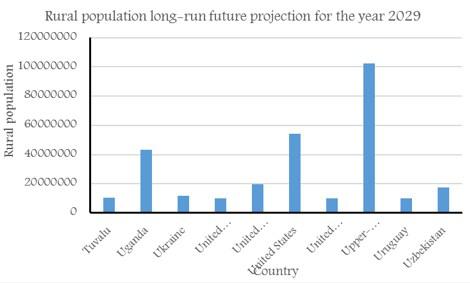 Rural population long-run future projection for the year 2029
Rural population
120000000
100000000
80000000
60000000
40000000
20000000
0
Tuvalu
Uganda
Ukraine
United...
United...
United States
United...
Upper-...
Uruguay
Uzbekistan
Country